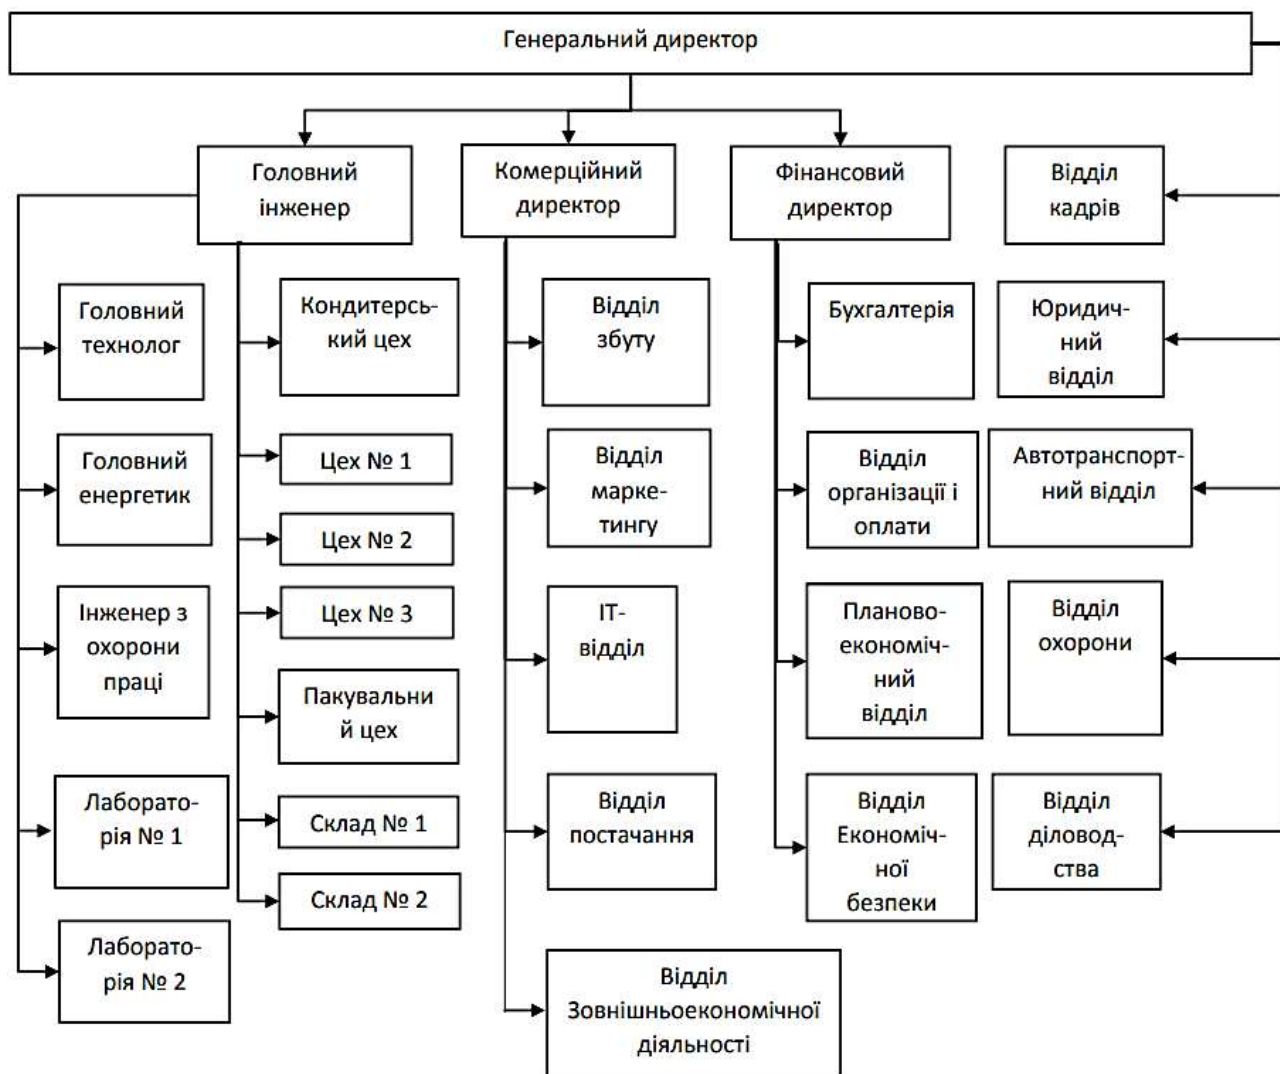 Генеральний директор
Головний
інженер
Комерційний
директор
Фінансовий
директор
Відділ
кадрів
Головний
технолог
Кондитерсь-
кий цех
Відділ
збуту
Бухгалтерія
Юридич-
ний
відділ
Головний
енергетик
Цех № 1
Цех № 2
Відділ
марке-
тингу
Відділ
організації і
оплати
Автотранспорт-
ний відділ
Інженер з
охорони
праці
Цех № 3
Пакувальни
й цех
ІТ-
відділ
Планово-
економіч-
ний
відділ
Відділ
охорони
Лаборато-
рія № 1
Склад № 1
Склад № 2
Відділ
постачання
Відділ
Економіч-
ної
безпеки
Відділ
діловод-
ства
Лаборато-
рія № 2
Відділ
Зовнішньоекономічної
діяльності